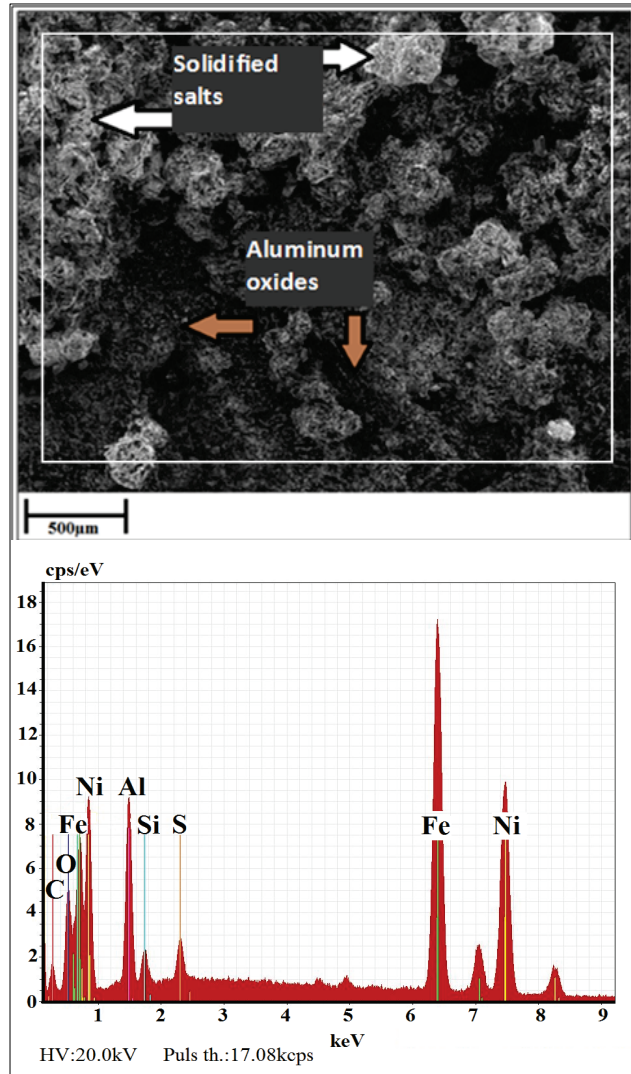 Solidified
salts
Aluminum
oxides
500µm
cps/eV
18
16
14
12
10
8
6
4
2
0
C
O
Fe
Ni
Al
Si
S
Fe
Ni
1 2 3 4 5 6 7 8 9
keV
HV:20.0kV Puls th.:17.08kcps